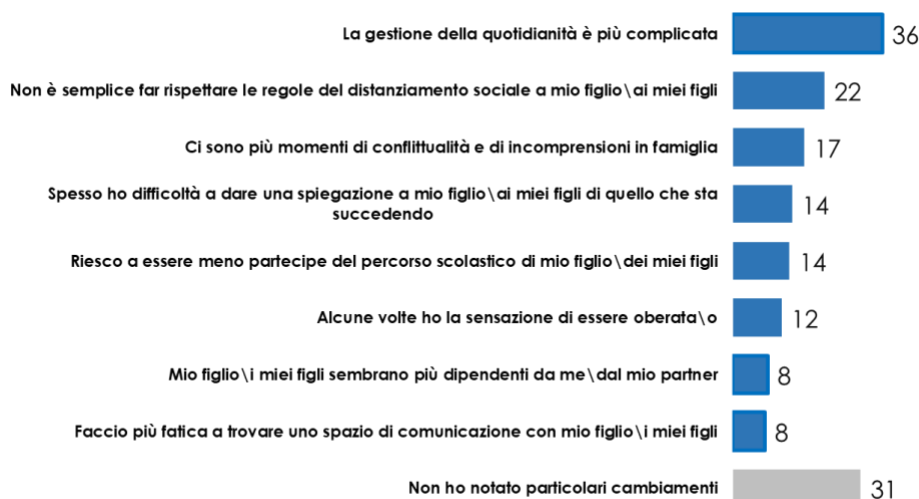 La gestione della quotidianità è più complicata 36
Non è semplice far rispettare le regole del distanziamento sociale a mio figlio\ai miei figli 22
Ci sono più momenti di conflittualità e di incomprensioni in famiglia 17
Spesso ho difficoltà a dare una spiegazione a mio figlio\ai miei figli di quello che sta
succedendo 14
Riesco a essere meno partecipe del percorso scolastico di mio figlio\dei miei figli 14
Alcune volte ho la sensazione di essere oberata\o 12
Mio figlio\i miei figli sembrano più dipendenti da me\dal mio partner 8
Faccio più fatica a trovare uno spazio di comunicazione con mio figlio\i miei figli 8
Non ho notato particolari cambiamenti 31